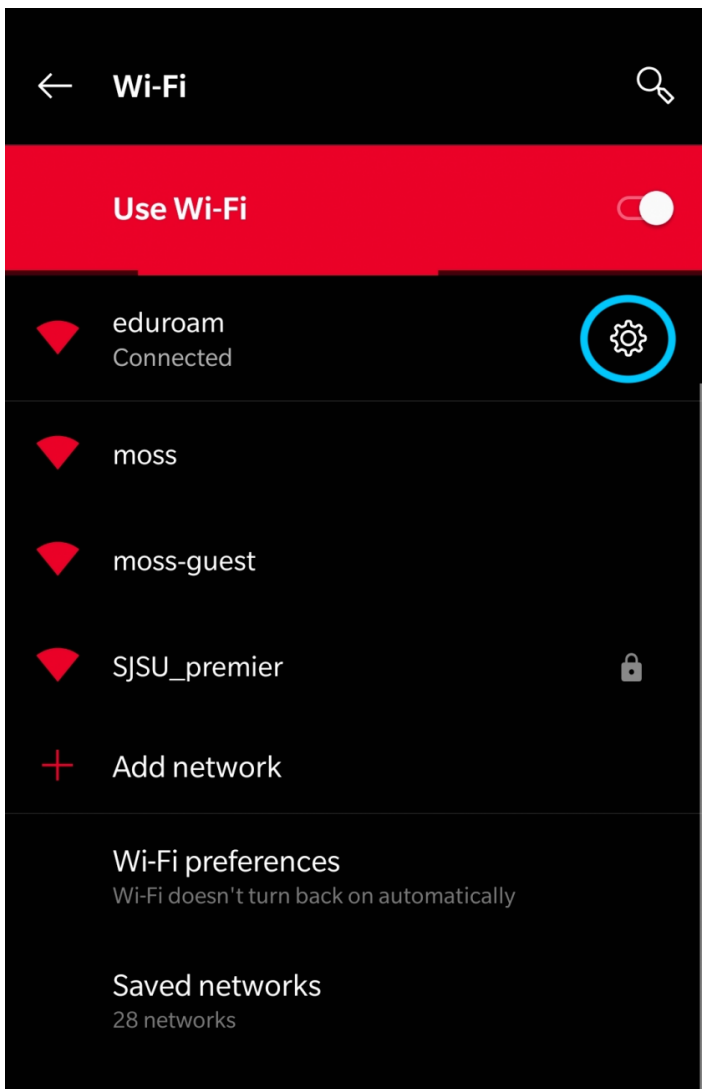 Wi-Fi
Use Wi-Fi
eduroam
Connected
moss
moss-guest
SJSU_premier
Add network
Wi-Fi preferences
Wi-Fi doesn't turn back on automatically
Saved networks
28 networks